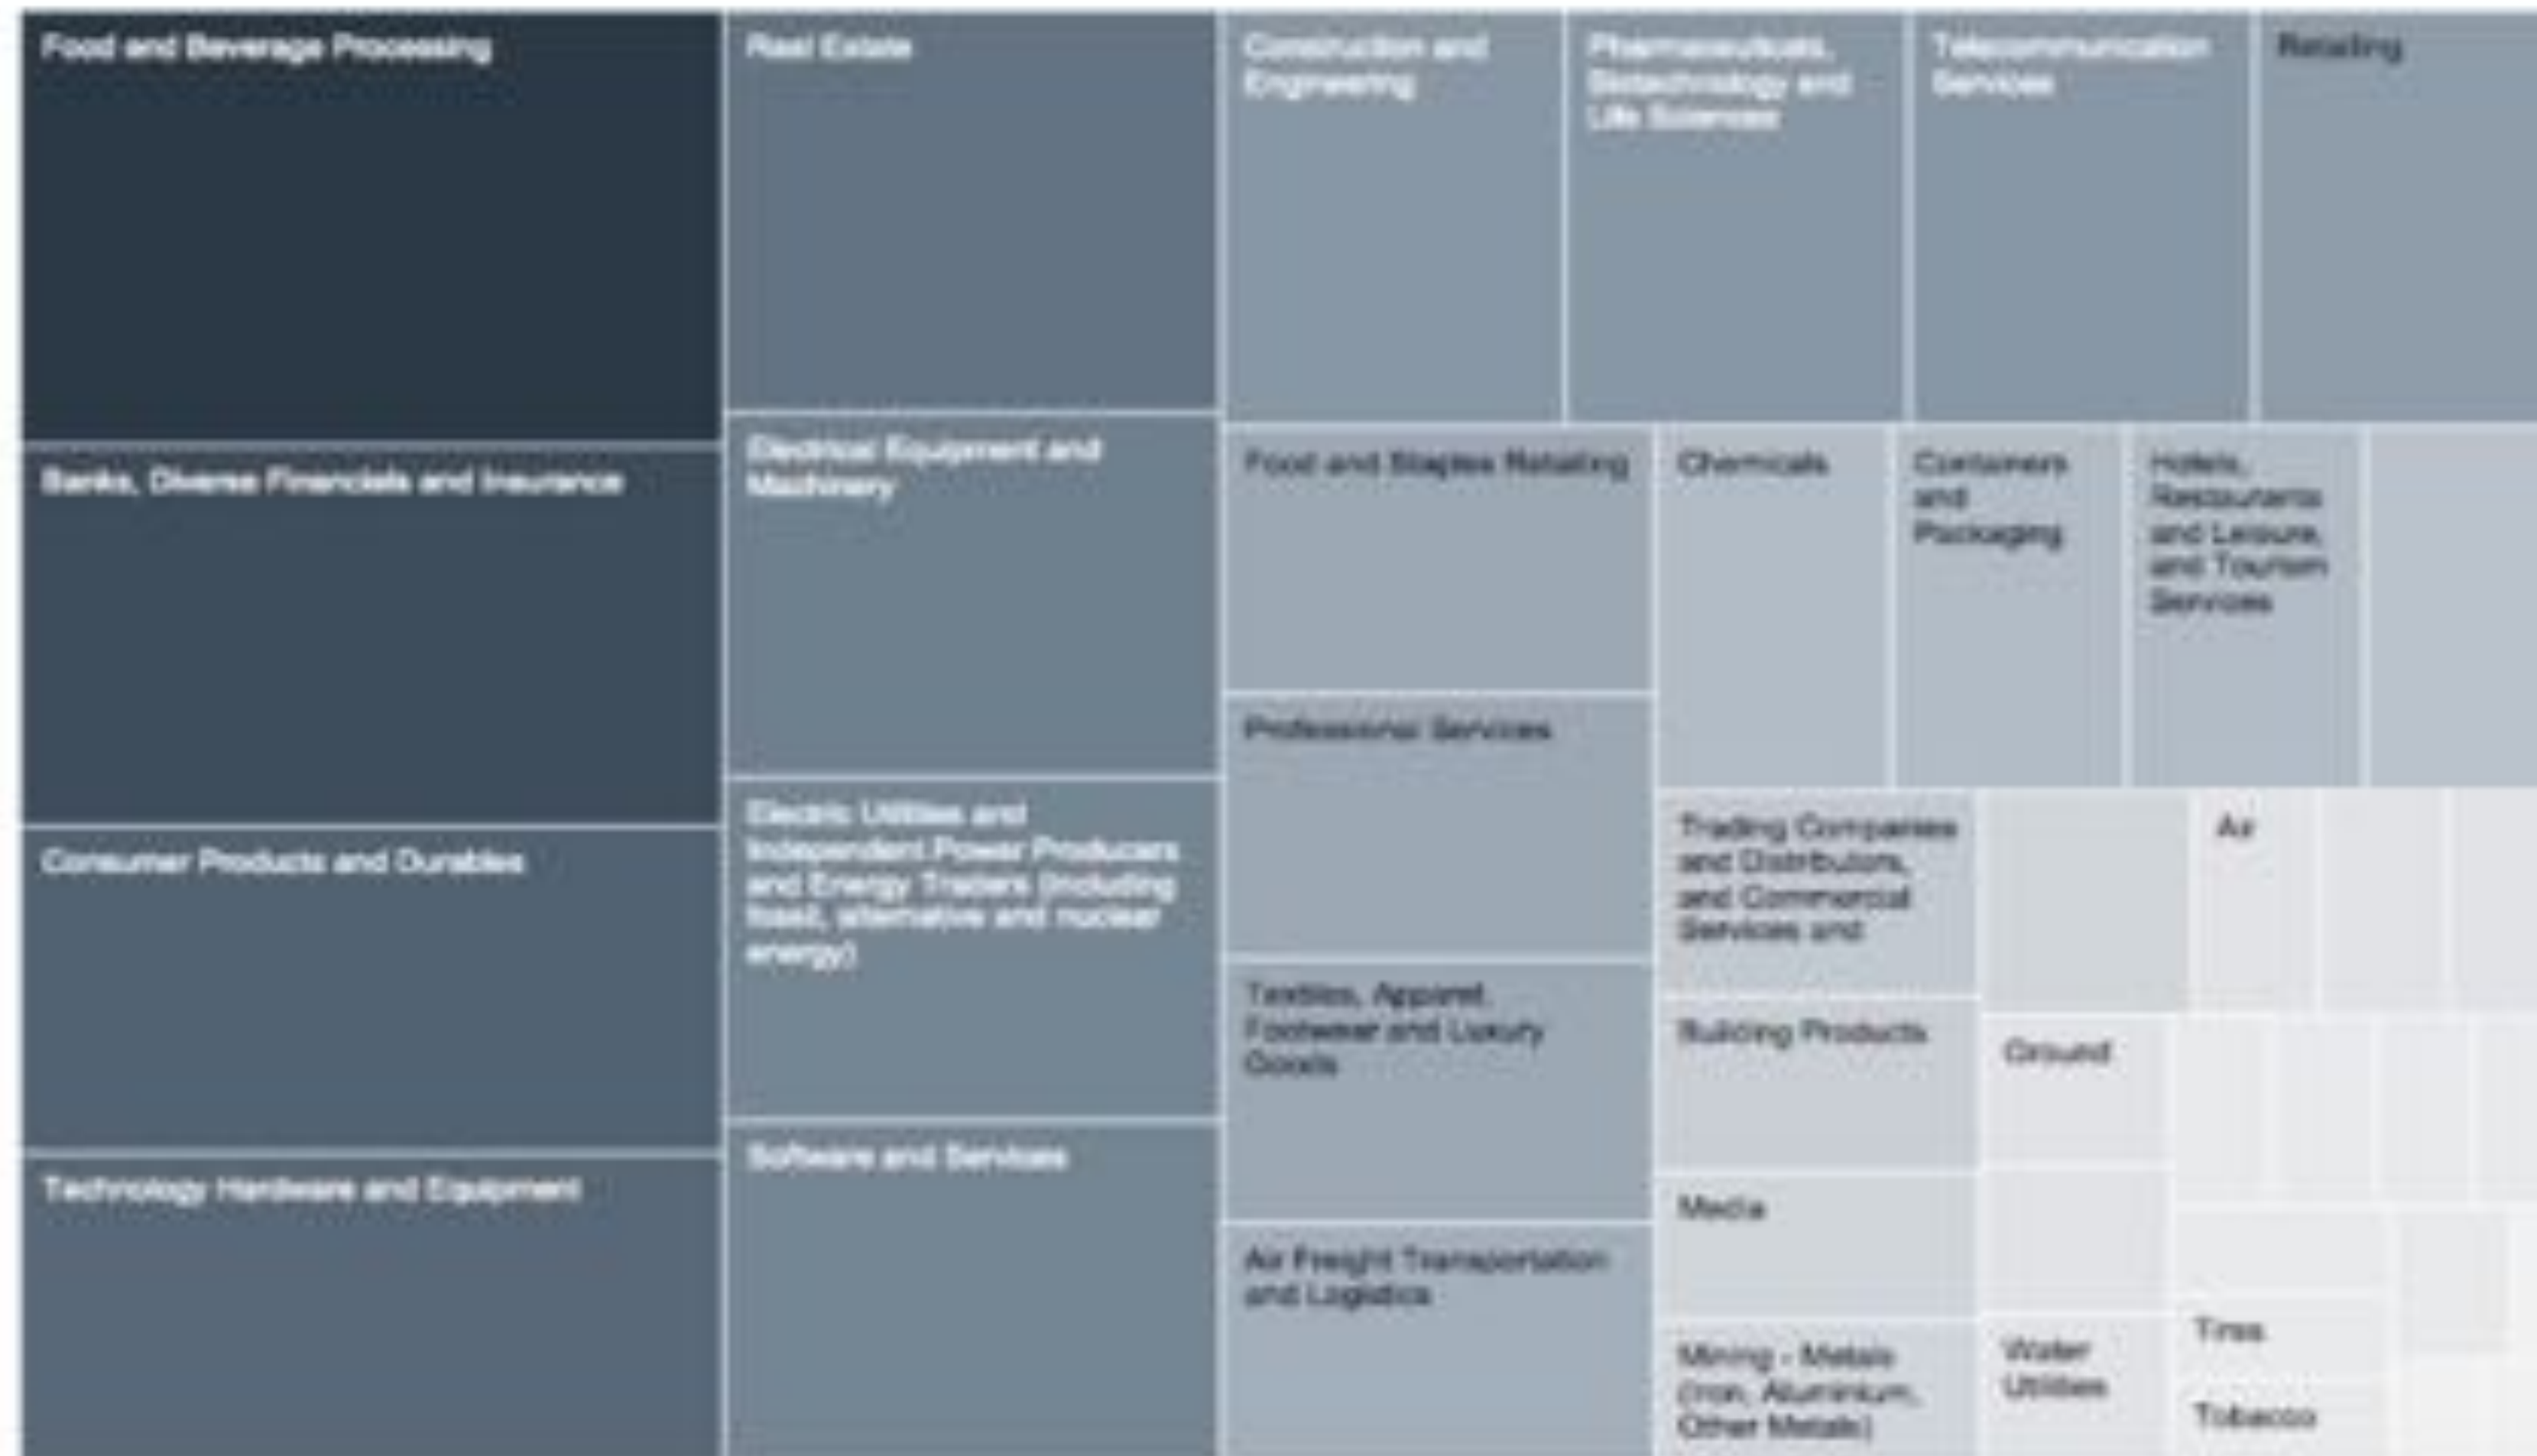 Food and Beverage Processing
Banks, Diverse Financials and Insurance
Consumer Products and Durables
Technology Hardware and Equipment
Real Estate
Electrical Equipment and
Machinery
Electric Utilities and
Independent Power Producers
and Energy Traders (including
fossil, alternative and nuclear
energy)
Software and Services
Construction and
Engineering
Pharmaceuticals,
Biotechnology and
Life Sciences
Telecommunication
Services
Retailing
Food and Staples Retailing
Professional Services
Textiles, Apparel,
Footwear and Luxury
Goods
Air Freight Transportation
and Logistics
Chemicals
Containers
and
Packaging
Hotels,
Restaurants
and Leisure,
and Tourism
Services
Trading Companies
and Distributors,
and Commercial
Services and
Building Products
Media
Mining - Metals
(Iron, Aluminium,
Other Metals)
Air
Ground
Water
Utilities
Tires
Tobacco